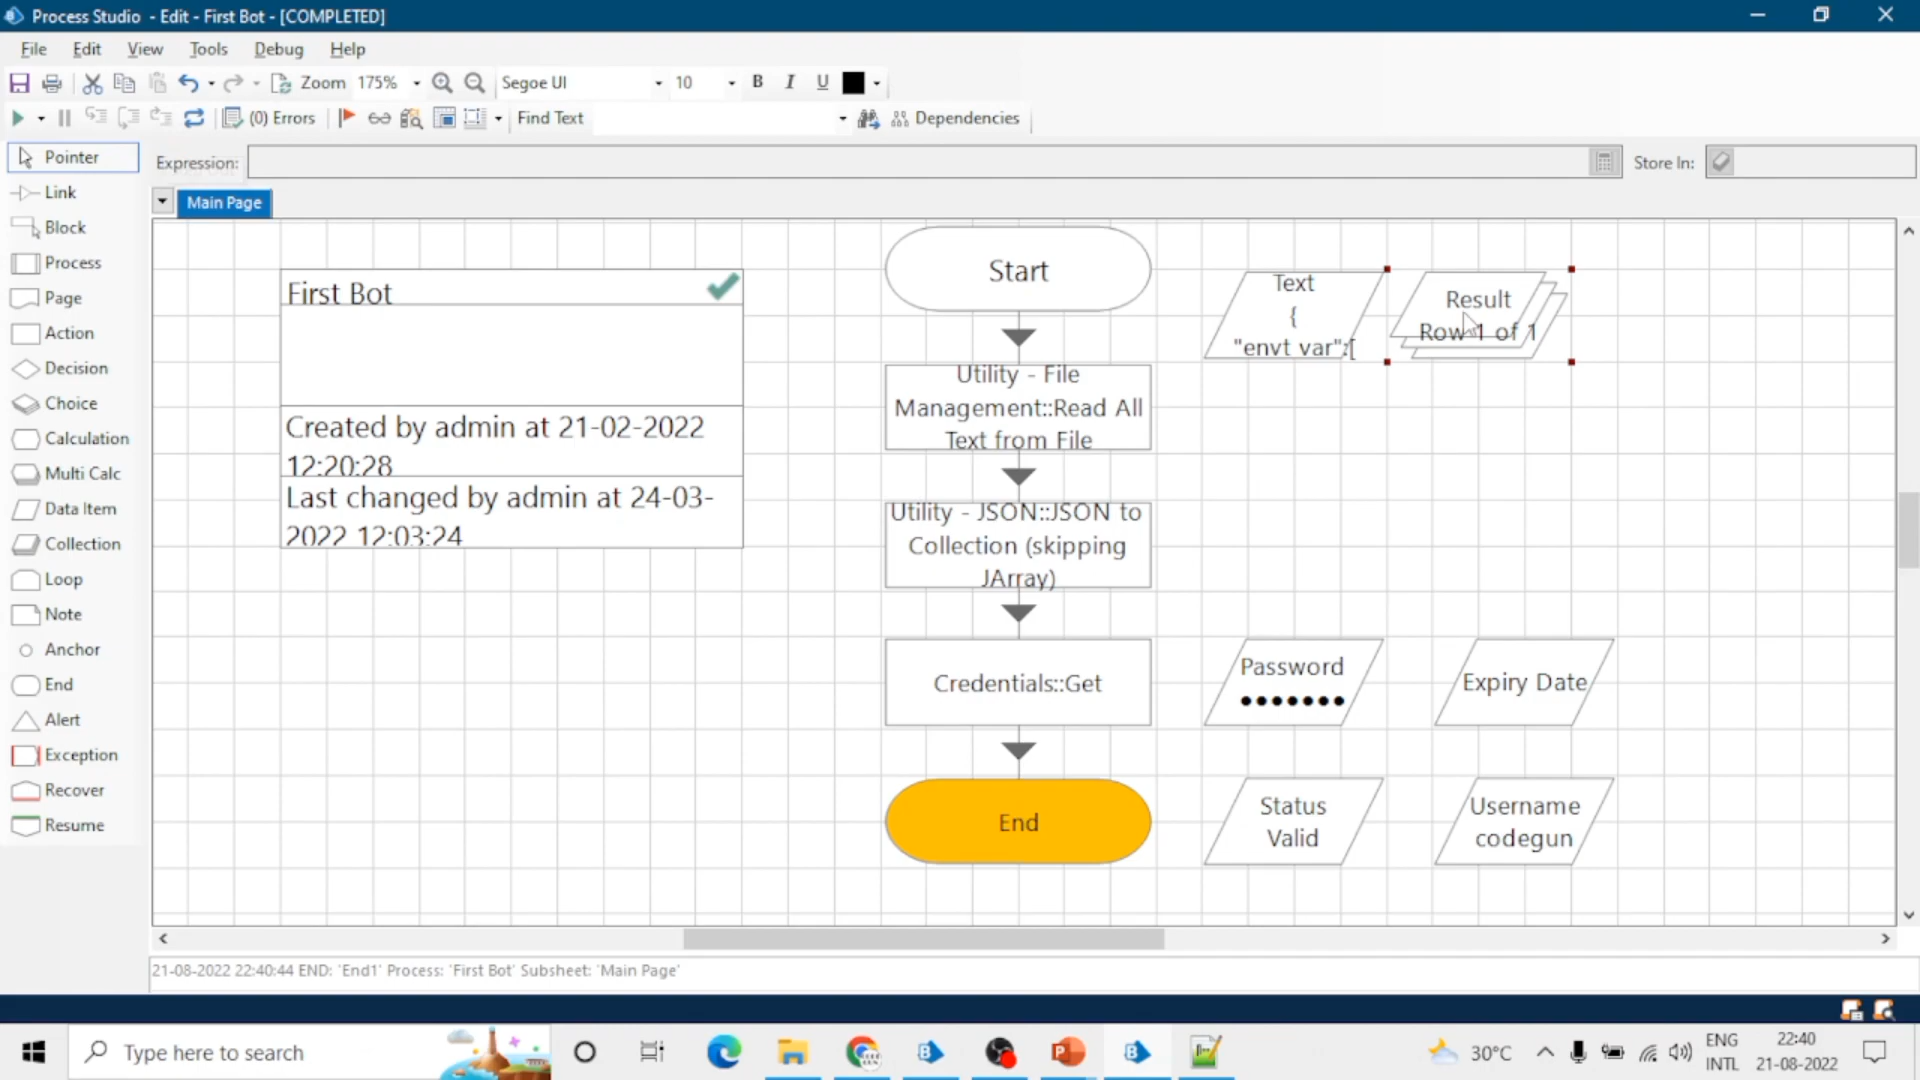 Process Studio - Edit - First Bot - [COMPLETED]
File Edit View Tools Debug Help
Zoom 175% Segoe UI 10 B I U
(0) Errors Find Text Dependencies
Expression: Store In:
Pointer
Link
Block
Process
Page
Action
Decision
Choice
Calculation
Multi Calc
Data Item
Collection
Loop
Note
Anchor
End
Alert
Exception
Recover
Resume
Main Page
First Bot
Created by admin at 21-02-2022
12:20:28
Last changed by admin at 24-03-
2022 12:03:24
Start
Utility - File
Management::Read All
Text from File
Utility - JSON::JSON to
Collection (skipping
JArray)
Credentials::Get
End
Text
{
"envt var":[
Result
Row 1 of 1
Password
•••••••
Expiry Date
Status
Valid
Username
codegun
21-08-2022 22:40:44 END: 'End1' Process: 'First Bot' Subsheet: 'Main Page'
Type here to search
30°C
ENG
INTL
22:40
21-08-2022